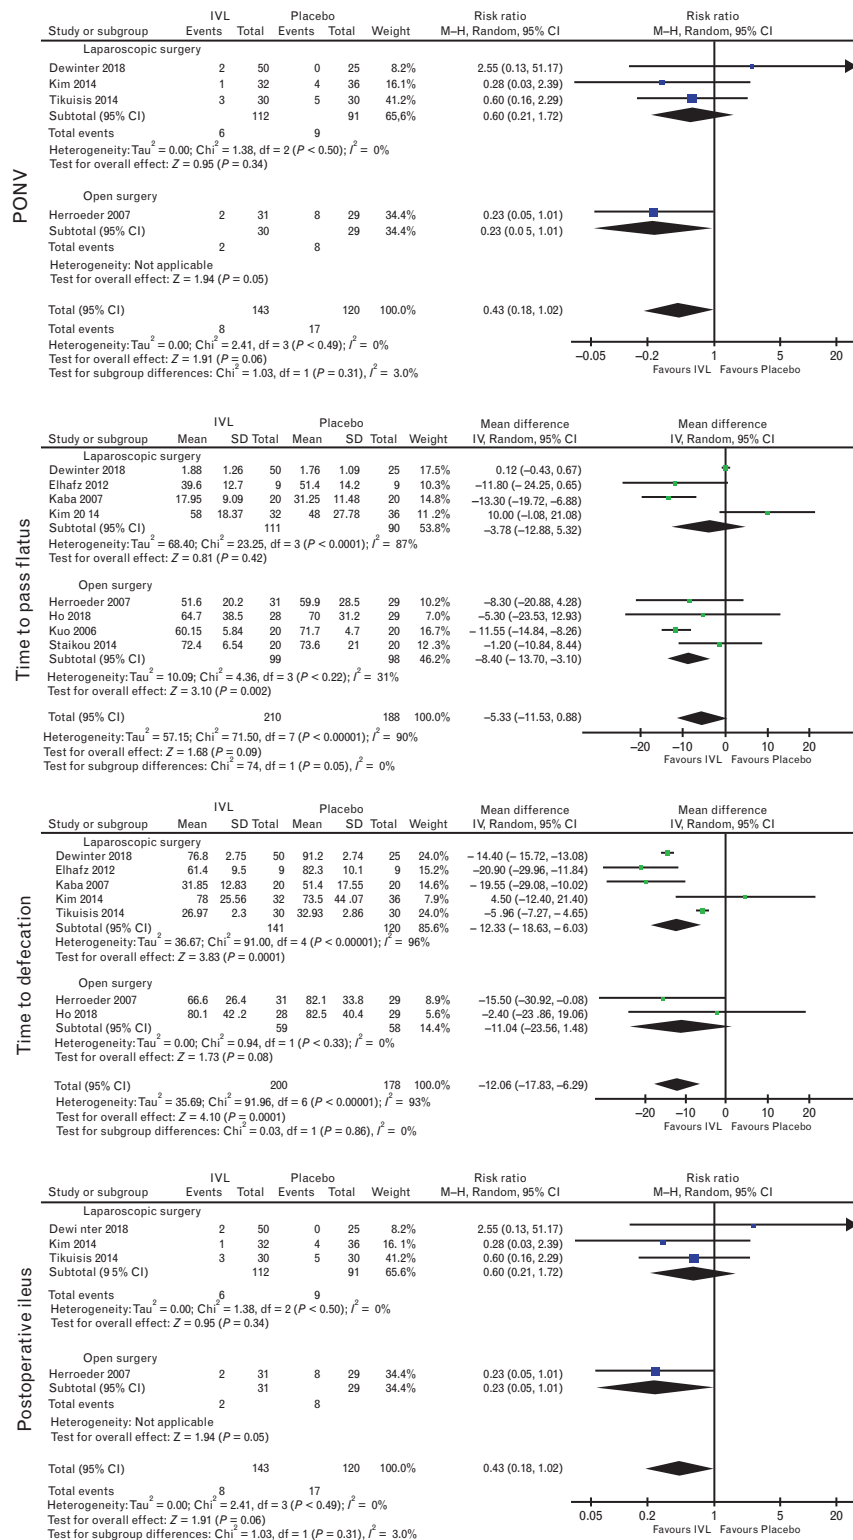 PONV
IVL Placebo Risk ratio Risk ratio
Study or subgroup Events Total Events Total Weight M–H, Random, 95% CI M–H, Random, 95% CI
Laparoscopic surgery
Dewinter 2018 2 50 0 25 8.2% 2.55 (0.13, 51.17)
Kim 2014 1 32 4 36 16.1% 0.28 (0.03, 2.39)
Tikuisis 2014 3 30 5 30 41.2% 0.60 (0.16, 2.29)
Subtotal (95% CI) 112 91 65,6% 0.60 (0.21, 1.72)
Total events 6 9
Heterogeneity: Tau² = 0.00; Chi² = 1.38, df = 2 (P < 0.50); I² = 0%
Test for overall effect: Z = 0.95 (P = 0.34)
Open surgery
Herroeder 2007 2 31 8 29 34.4% 0.23 (0.05, 1.01)
Subtotal (95% CI) 30 29 34.4% 0.23 (0.0 5, 1.01)
Total events 2 8
Heterogeneity: Not applicable
Test for overall effect: Z = 1.94 (P = 0.05)
Total (95% CI) 143 120 100.0% 0.43 (0.18, 1.02)
Total events 8 17
Heterogeneity: Tau² = 0.00; Chi² = 2.41, df = 3 (P < 0.49); I² = 0%
Test for overall effect: Z = 1.91 (P = 0.06)
Test for subgroup differences: Chi² = 1.03, df = 1 (P = 0.31), I² = 3.0%
–0.05 –0.2 1 5 20
Favours IVL Favours Placebo
Time to pass flatus
IVL Placebo Mean difference Mean difference
Study or subgroup Mean SD Total Mean SD Total Weight IV, Random, 95% CI IV, Random, 95% CI
Laparoscopic surgery
Dewinter 2018 1.88 1.26 50 1.76 1.09 25 17.5% 0.12 (–0.43, 0.67)
Elhafz 2012 39.6 12.7 9 51.4 14.2 9 10.3% –11.80 (– 24.25, 0.65)
Kaba 2007 17.95 9.09 20 31.25 11.48 20 14.8% –13.30 (–19.72, –6.88)
Kim 20 14 58 18.37 32 48 27.78 36 11 .2% 10.00 (–I.08, 21.08)
Subtotal (95% CI) 111 90 53.8% –3.78 (–12.88, 5.32)
Heterogeneity: Tau² = 68.40; Chi² = 23.25, df = 3 (P < 0.0001); I² = 87%
Test for overall effect: Z = 0.81 (P = 0.42)
Open surgery
Herroeder 2007 51.6 20.2 31 59.9 28.5 29 10.2% –8.30 (–20.88, 4.28)
Ho 2018 64.7 38.5 28 70 31.2 29 7.0% –5.30 (–23.53, 12.93)
Kuo 2006 60.15 5.84 20 71.7 4.7 20 16.7% – 11.55 (–14.84, –8.26)
Staikou 2014 72.4 6.54 20 73.6 21 20 12 .3% –1.20 (–10.84, 8.44)
Subtotal (95% CI) 99 98 46.2% –8.40 (– 13.70, –3.10)
Heterogeneity: Tau² = 10.09; Chi² = 4.36, df = 3 (P < 0.22); I² = 31%
Test for overall effect: Z = 3.10 (P = 0.002)
Total (95% CI) 210 188 100.0% –5.33 (–11.53, 0.88)
Heterogeneity: Tau² = 57.15; Chi² = 71.50, df = 7 (P < 0.00001); I² = 90%
Test for overall effect: Z = 1.68 (P = 0.09)
Test for subgroup differences: Chi² = 74, df = 1 (P = 0.05), I² = 0%
–20 –10 0 10 20
Favours IVL Favours Placebo
Time to defecation
IVL Placebo Mean difference Mean difference
Study or subgroup Mean SD Total Mean SD Total Weight IV, Random, 95% CI IV, Random, 95% CI
Laparoscopic surgery
Dewinter 2018 76.8 2.75 50 91.2 2.74 25 24.0% – 14.40 (– 15.72, –13.08)
Elhafz 2012 61.4 9.5 9 82.3 10.1 9 15.2% –20.90 (–29.96, –11.84)
Kaba 2007 31.85 12.83 20 51.4 17.55 20 14.6% – 19.55 (–29.08, –10.02)
Kim 2014 78 25.56 32 73.5 44 .07 36 7.9% 4.50 (–12.40, 21.40)
Tikuisis 2014 26.97 2.3 30 32.93 2.86 30 24.0% –5 .96 (–7.27, – 4.65)
Subtotal (95% CI) 141 120 85.6% – 12.33 (– 18.63, – 6.03)
Heterogeneity: Tau² = 36.67; Chi² = 91.00, df = 4 (P < 0.00001); I² = 96%
Test for overall effect: Z = 3.83 (P = 0.0001)
Open surgery
Herroeder 2007 66.6 26.4 31 82.1 33.8 29 8.9% –15.50 (–30.92, –0.08)
Ho 2018 80.1 42 .2 28 82.5 40.4 29 5.6% –2.40 (–23 .86, 19.06)
Subtotal (95% CI) 59 58 14.4% –11.04 (–23.56, 1.48)
Heterogeneity: Tau² = 0.00; Chi² = 0.94, df = 1 (P < 0.33); I² = 0%
Test for overall effect: Z = 1.73 (P = 0.08)
Total (95% CI) 200 178 100.0% –12.06 (–17.83, –6.29)
Heterogeneity: Tau² = 35.69; Chi² = 91.96, df = 6 (P < 0.00001); I² = 93%
Test for overall effect: Z = 4.10 (P = 0.0001)
Test for subgroup differences: Chi² = 0.03, df = 1 (P = 0.86), I² = 0%
–20 –10 0 10 20
Favours IVL Favours Placebo
Postoperative ileus
IVL Placebo Risk ratio Risk ratio
Study or subgroup Events Total Events Total Weight M–H, Random, 95% CI M–H, Random, 95% CI
Laparoscopic surgery
Dewi nter 2018 2 50 0 25 8.2% 2.55 (0.13, 51.17)
Kim 2014 1 32 4 36 16. 1% 0.28 (0.03, 2.39)
Tikuisis 2014 3 30 5 30 41.2% 0.60 (0.16, 2.29)
Subtotal (9 5% CI) 112 91 65.6% 0.60 (0.21, 1.72)
Total events 6 9
Heterogeneity: Tau² = 0.00; Chi² = 1.38, df = 2 (P < 0.50); I² = 0%
Test for overall effect: Z = 0.95 (P = 0.34)
Open surgery
Herroeder 2007 2 31 8 29 34.4% 0.23 (0.05, 1.01)
Subtotal (95% CI) 31 29 34.4% 0.23 (0.05, 1.01)
Total events 2 8
Heterogeneity: Not applicable
Test for overall effect: Z = 1.94 (P = 0.05)
Total (95% CI) 143 120 100.0% 0.43 (0.18, 1.02)
Total events 8 17
Heterogeneity: Tau² = 0.00; Chi² = 2.41, df = 3 (P < 0.49); I² = 0%
Test for overall effect: Z = 1.91 (P = 0.06)
Test for subgroup differences: Chi² = 1.03, df = 1 (P = 0.31), I² = 3.0%
0.05 0.2 1 5 20
Favours IVL Favours Placebo